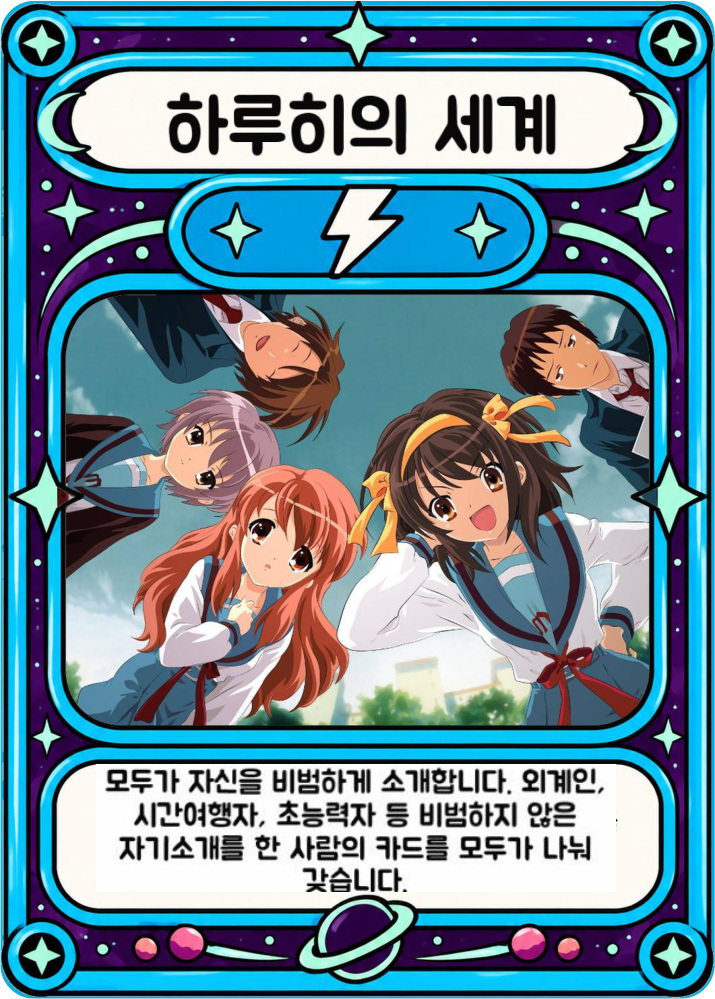 하루히의 세계
모두가 자신을 비범하게 소개합니다. 외계인,
시간여행자, 초능력자 등 비범하지 않은
자기소개를 한 사람의 카드를 모두가 나눠
갖습니다.